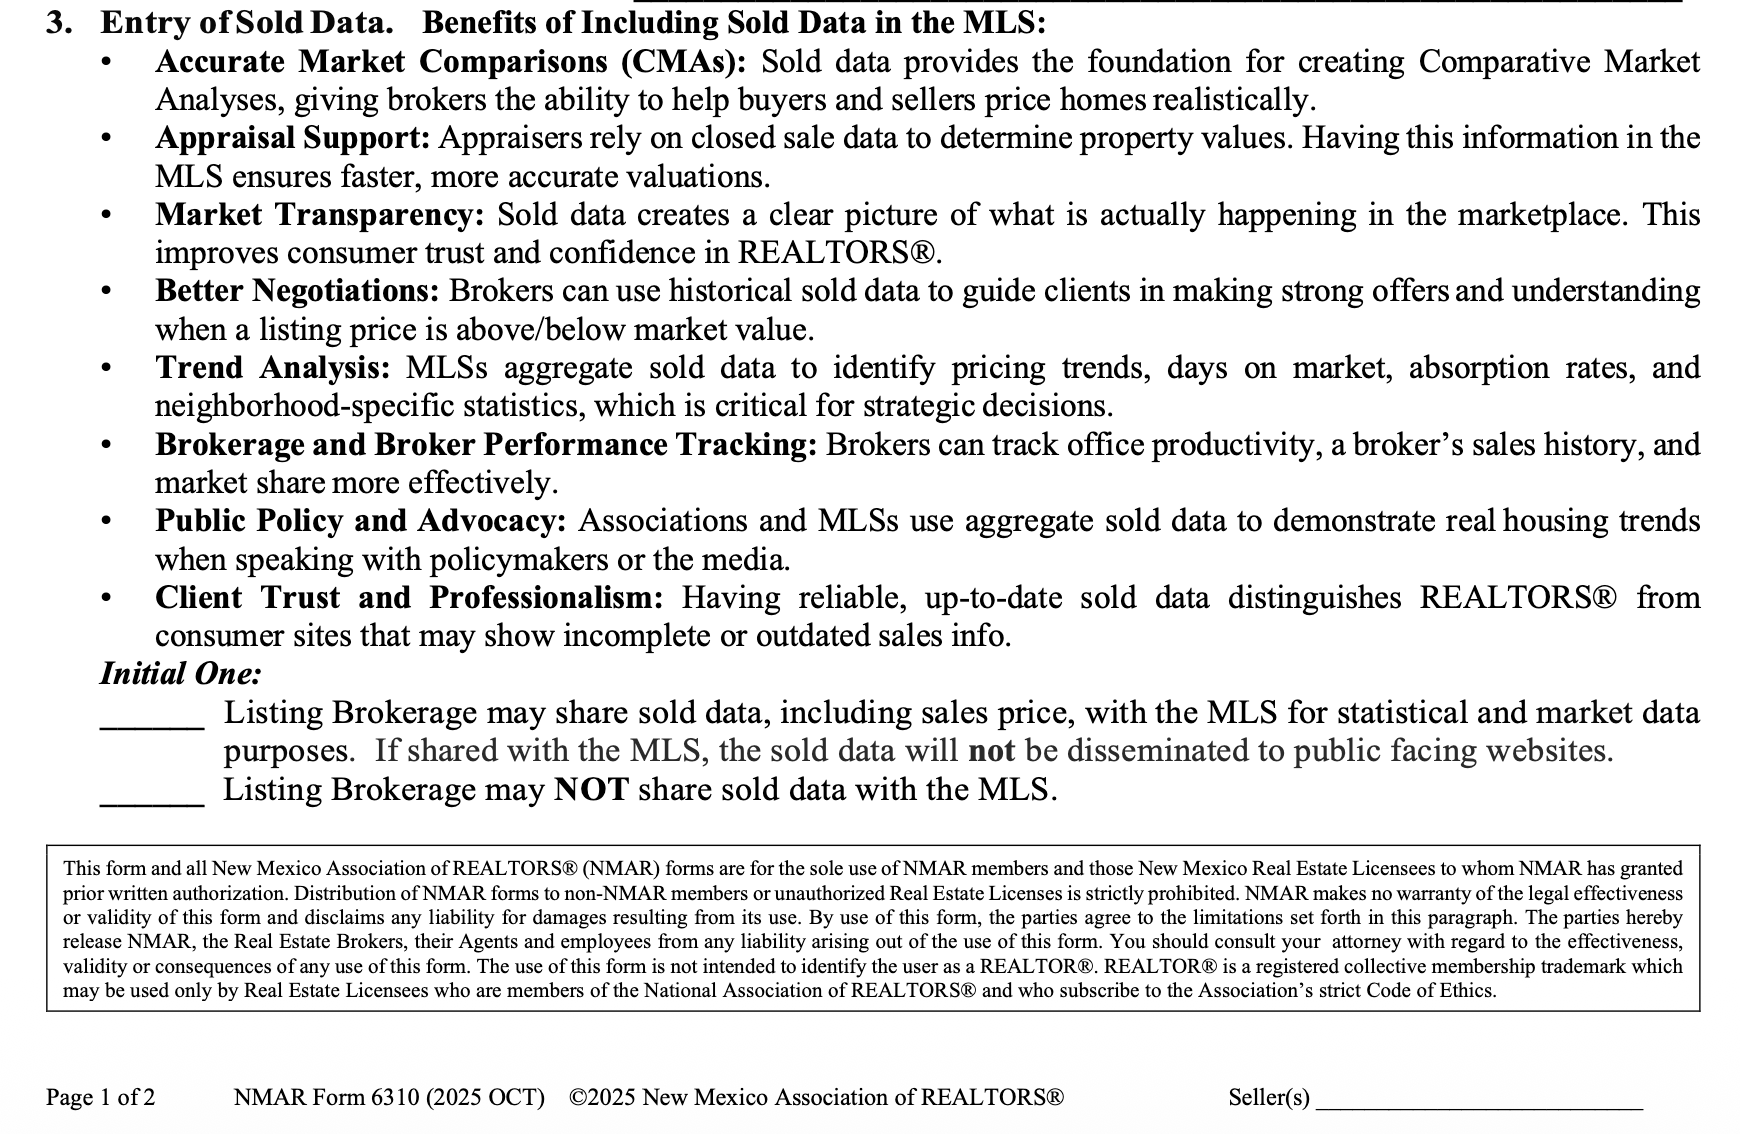 3. Entry of Sold Data. Benefits of Including Sold Data in the MLS:
• Accurate Market Comparisons (CMAs): Sold data provides the foundation for creating Comparative Market
Analyses, giving brokers the ability to help buyers and sellers price homes realistically.
• Appraisal Support: Appraisers rely on closed sale data to determine property values. Having this information in the
MLS ensures faster, more accurate valuations.
• Market Transparency: Sold data creates a clear picture of what is actually happening in the marketplace. This
improves consumer trust and confidence in REALTORS®.
• Better Negotiations: Brokers can use historical sold data to guide clients in making strong offers and understanding
when a listing price is above/below market value.
• Trend Analysis: MLSs aggregate sold data to identify pricing trends, days on market, absorption rates, and
neighborhood-specific statistics, which is critical for strategic decisions.
• Brokerage and Broker Performance Tracking: Brokers can track office productivity, a broker’s sales history, and
market share more effectively.
• Public Policy and Advocacy: Associations and MLSs use aggregate sold data to demonstrate real housing trends
when speaking with policymakers or the media.
• Client Trust and Professionalism: Having reliable, up-to-date sold data distinguishes REALTORS® from
consumer sites that may show incomplete or outdated sales info.
Initial One:
______ Listing Brokerage may share sold data, including sales price, with the MLS for statistical and market data
purposes. If shared with the MLS, the sold data will not be disseminated to public facing websites.
______ Listing Brokerage may NOT share sold data with the MLS.
This form and all New Mexico Association of REALTORS® (NMAR) forms are for the sole use of NMAR members and those New Mexico Real Estate Licensees to whom NMAR has granted
prior written authorization. Distribution of NMAR forms to non-NMAR members or unauthorized Real Estate Licenses is strictly prohibited. NMAR makes no warranty of the legal effectiveness
or validity of this form and disclaims any liability for damages resulting from its use. By use of this form, the parties agree to the limitations set forth in this paragraph. The parties hereby
release NMAR, the Real Estate Brokers, their Agents and employees from any liability arising out of the use of this form. You should consult your attorney with regard to the effectiveness,
validity or consequences of any use of this form. The use of this form is not intended to identify the user as a REALTOR®. REALTOR® is a registered collective membership trademark which
may be used only by Real Estate Licensees who are members of the National Association of REALTORS® and who subscribe to the Association’s strict Code of Ethics.
Page 1 of 2 NMAR Form 6310 (2025 OCT) ©2025 New Mexico Association of REALTORS® Seller(s) ____________________